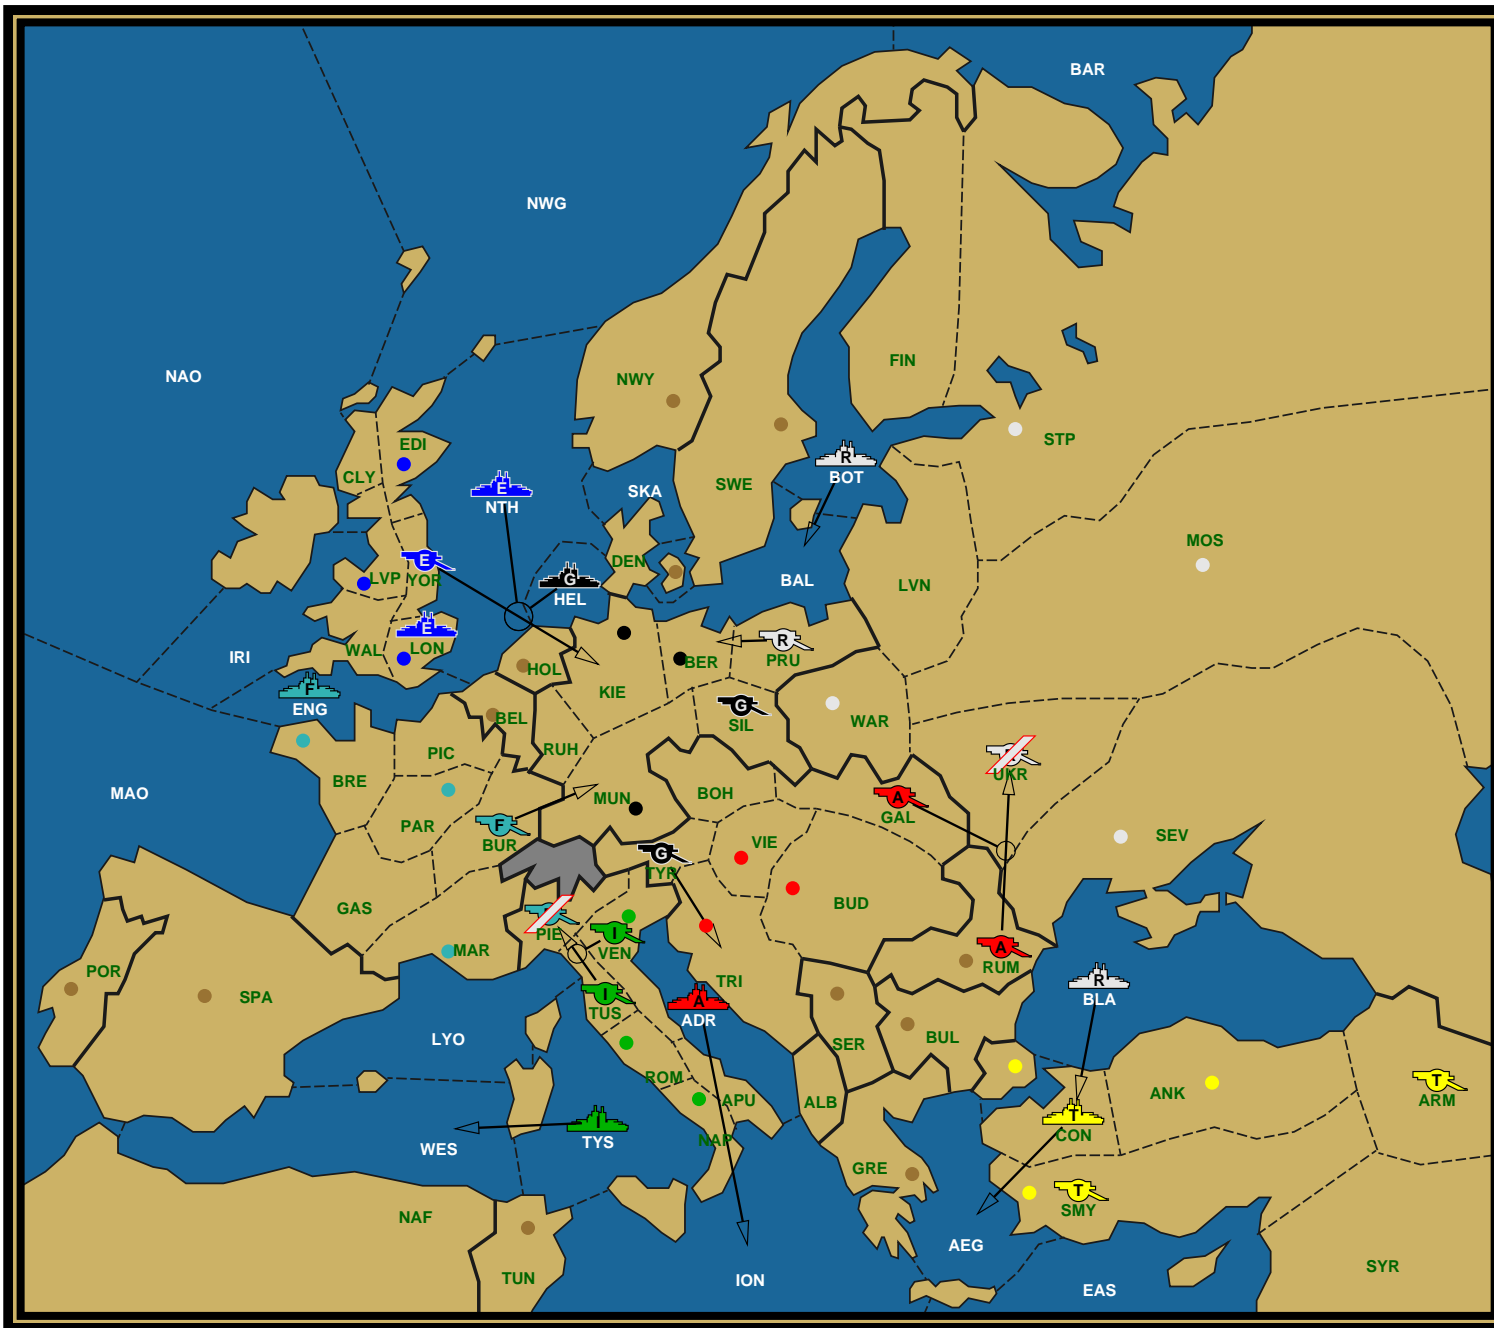 BAR
NWG
NAO
FIN
NWY
STP
EDI
CLY
R
BOT
SWE
SKA
E
NTH
MOS
DEN
E
LVP YOR
G
HEL
BAL
LVN
E
LON
WAL
IRI
R
PRU
BER
HOL
KIE
F
ENG
BEL
G
SIL
WAR
PIC
RUH
BRE
UKR
MAO
MUN
BOH
A
GAL
PAR
F
BUR
VIE
SEV
G
TYR
BUD
GAS
PIE
I
VEN
A
RUM
MAR
POR
SPA
I
TUS
TRI
A
ADR
R
BLA
LYO
SER
BUL
ROM
APU
ALB
ANK
T
ARM
I
TYS
T
CON
WES
NAP
GRE
T
SMY
NAF
AEG
TUN
ION
EAS
SYR